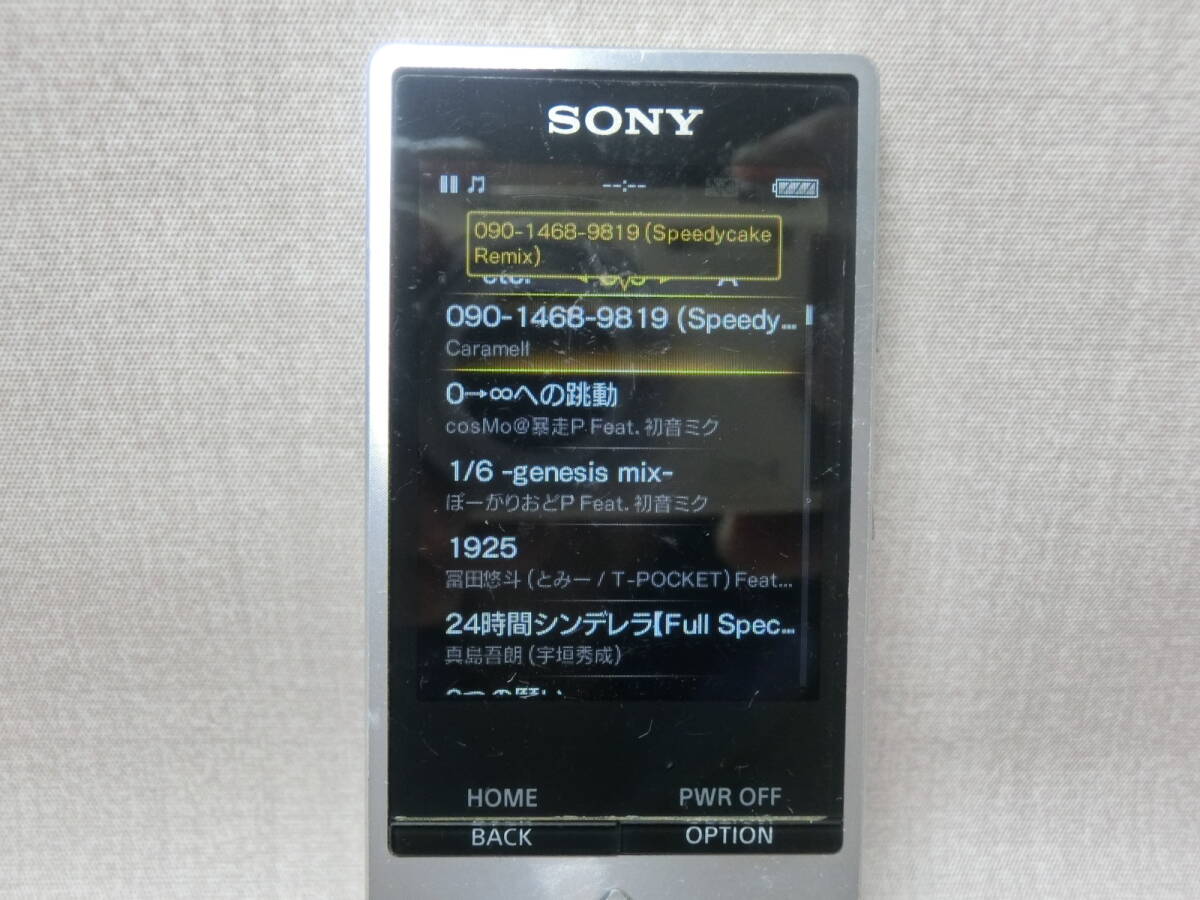 SONY
--:--
090-1468-9819 (Speedycake
Remix)
090-1468-9819 (Speedy...
Caramell
0→∞への跳動
cosMo@暴走P Feat. 初音ミク
1/6 -genesis mix-
ぼーかりおどP Feat. 初音ミク
1925
冨田悠斗 (とみー / T-POCKET) Feat...
24時間シンデレラ【Full Spec...
真島吾朗 (宇垣秀成)
HOME
PWR OFF
BACK
OPTION